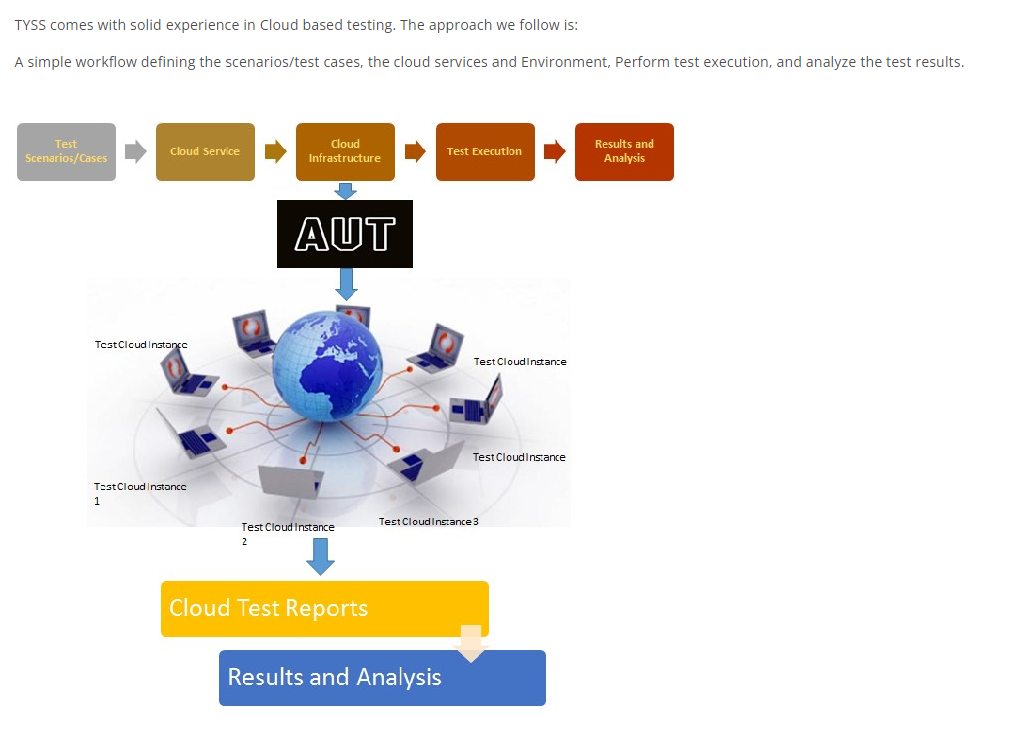 TYSS comes with solid experience in Cloud based testing. The approach we follow is:
A simple workflow defining the scenarios/test cases, the cloud services and Environment, Perform test execution, and analyze the test results.
Test
Scenarios/Cases
Cloud Service
Cloud
Infrastructure
Test Execution
Results and
Analysis
AUT
Test Cloud Instance
Test Cloud Instance
Test Cloud Instance
Test Cloud Instance
1
Test Cloud Instance
2
Test Cloud Instance 3
Cloud Test Reports
Results and Analysis